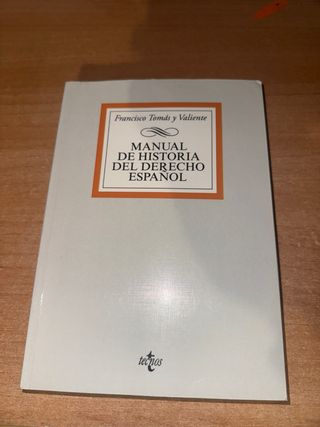 Francisco Tomás y Valiente
MANUAL
DE HISTORIA
DEL DERECHO
ESPAÑOL
tecnos